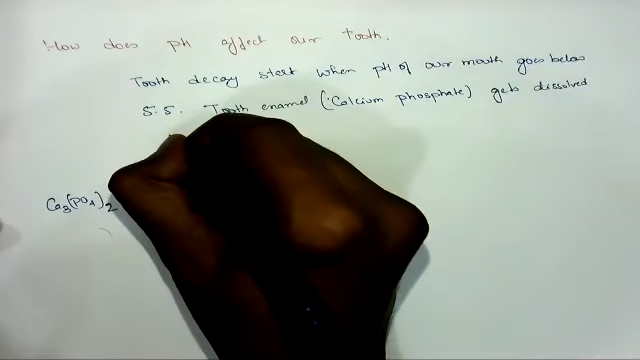 How does pH affect our tooth.
Tooth decay start when pH of our mouth goes below
5.5. Tooth enamel (Calcium phosphate) gets dissolved
Ca3(PO4)2